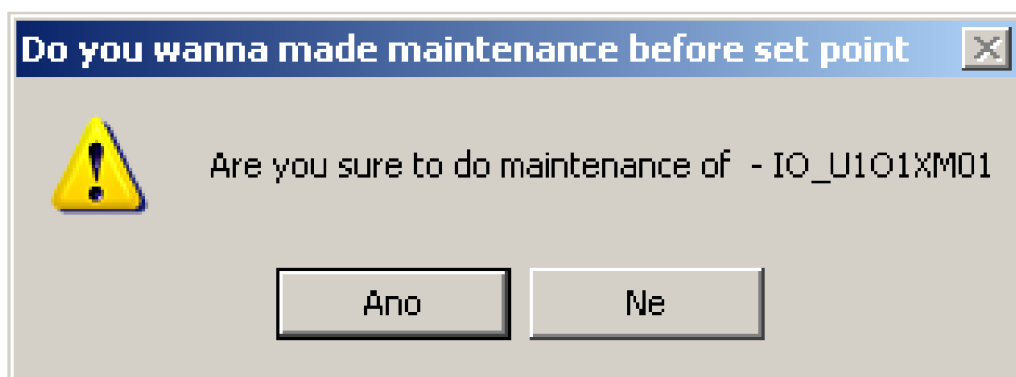 Do you wanna made maintenance before set point
Are you sure to do maintenance of - IO_U1O1XM01
Ano
Ne